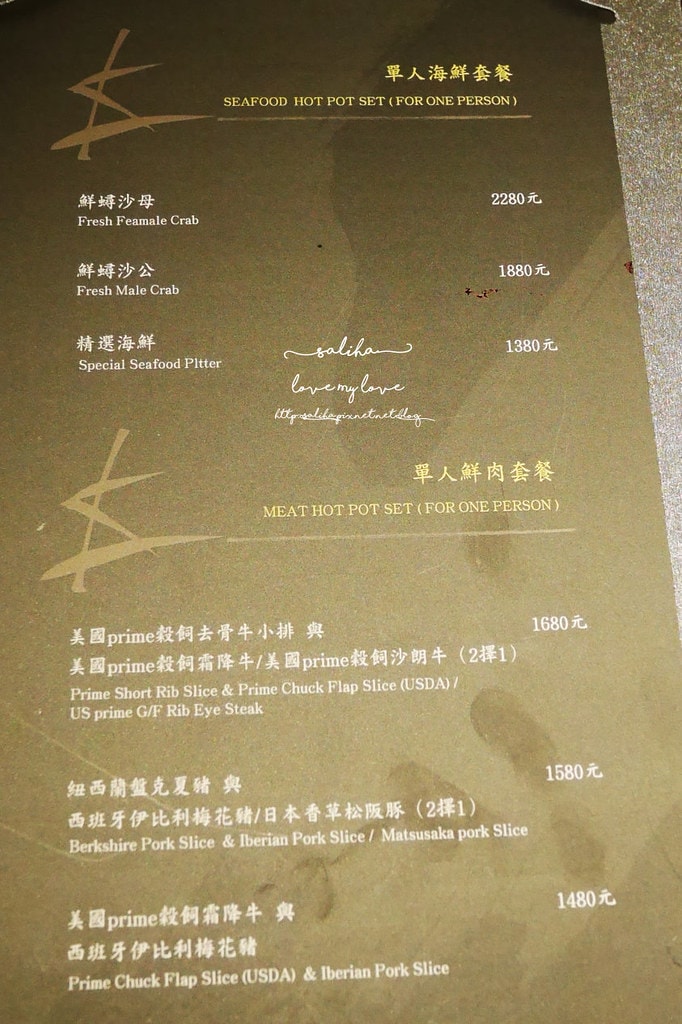 單人海鮮套餐
SEAFOOD HOT POT SET ( FOR ONE PERSON )
鮮蟳沙母
2280元
Fresh Feamale Crab
鮮蟳沙公
1880元
Fresh Male Crab
精選海鮮
1380元
Special Seafood Pltter
saliha
love my love
http:saliha.pixnet.net.blog
單人鮮肉套餐
MEAT HOT POT SET ( FOR ONE PERSON )
美國prime穀飼去骨牛小排 與
1680元
美國prime穀飼霜降牛/美國prime穀飼沙朗牛（2擇1）
Prime Short Rib Slice & Prime Chuck Flap Slice (USDA) /
US prime G/F Rib Eye Steak
紐西蘭盤克夏豬 與
1580元
西班牙伊比利梅花豬/日本香草松阪豚（2擇1）
Berkshire Pork Slice & Iberian Pork Slice / Matsusaka pork Slice
美國prime穀飼霜降牛 與
1480元
西班牙伊比利梅花豬
Prime Chuck Flap Slice (USDA) & Iberian Pork Slice